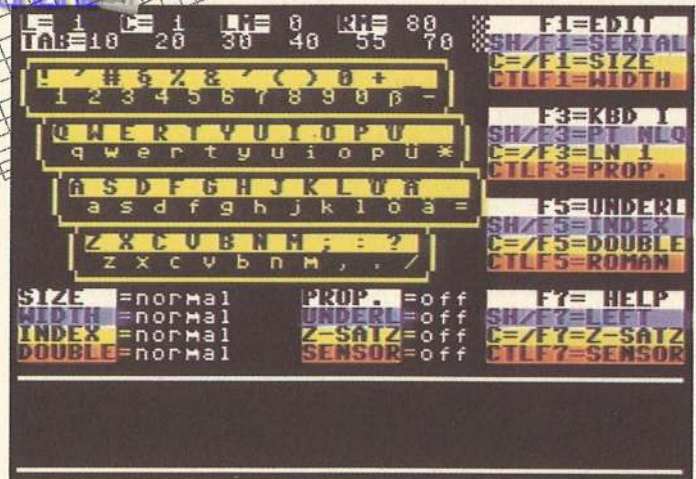 L= 1 C= 1 LM= 0 RM= 80
TAB=10 20 30 40 55 70
! " # § % & ´ ( ) 0 +
1 2 3 4 5 6 7 8 9 0 β -
Q W E R T Y U I O P Ü
q w e r t y u i o p ü *
A S D F G H J K L Ö Ä
a s d f g h j k l ö ä =
Z X C V B N M ; : ?
z x c v b n m , . /
SIZE =normal
WIDTH =normal
INDEX =normal
DOUBLE=normal
PROP. =off
UNDERL=off
Z-SATZ=off
SENSOR=off
F1=EDIT
SH/F1=SERIAL
C=/F1=SIZE
CTLF1=WIDTH
F3=KBD I
SH/F3=PT NLQ
C=/F3=LN 1
CTLF3=PROP.
F5=UNDERL
SH/F5=INDEX
C=/F5=DOUBLE
CTLF5=ROMAN
F7= HELP
SH/F7=LEFT
C=/F7=Z-SATZ
CTLF7=SENSOR